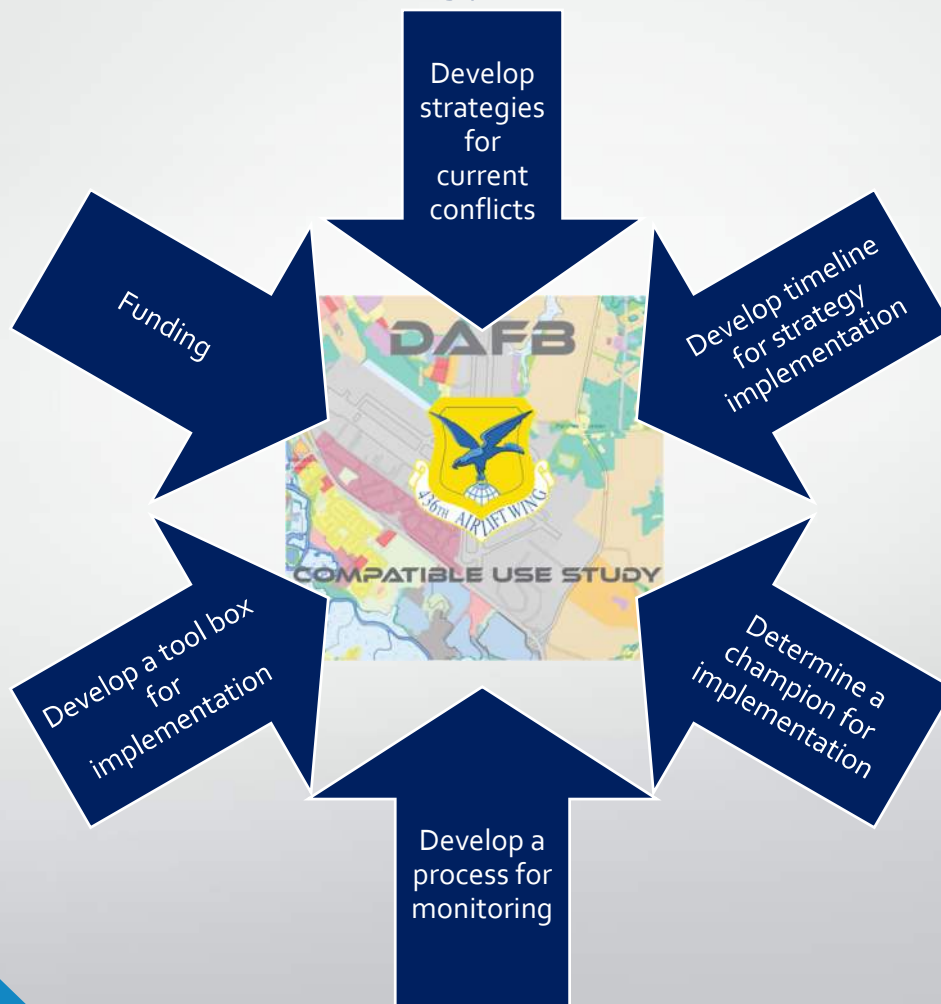 Develop
strategies
for
current
conflicts
Develop timeline
for strategy
implementation
Determine a
champion for
implementation
Develop a
process for
monitoring
Develop a tool box
for
implementation
Funding
DAFB
436TH AIRLIFT WING
COMPATIBLE USE STUDY